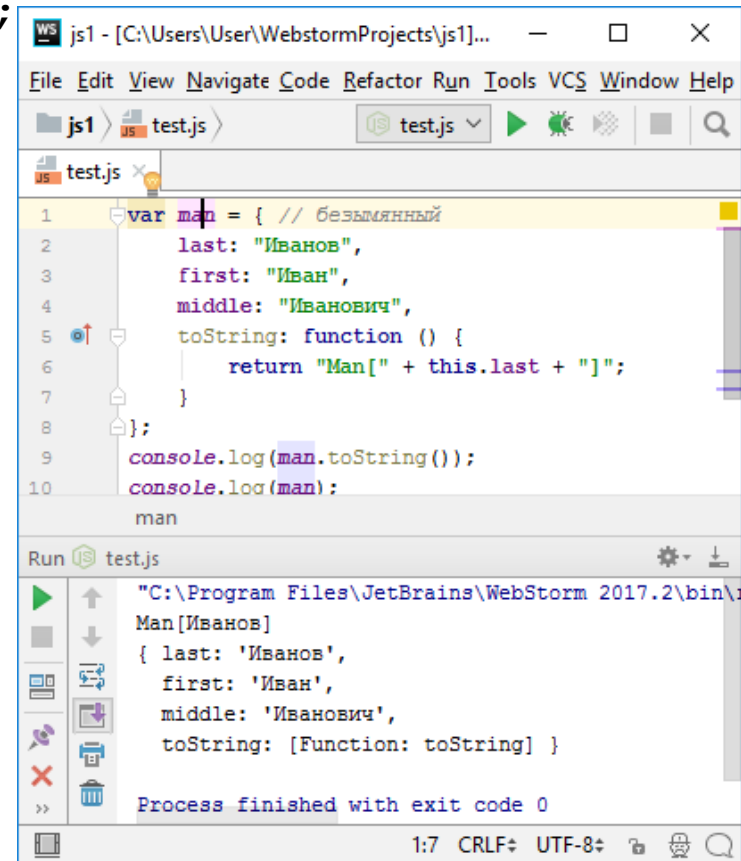 й
WS js1 - [C:\Users\User\WebstormProjects\js1]...
File Edit View Navigate Code Refactor Run Tools VCS Window Help
js1 test.js test.js
test.js
1 var man = { // безымянный
2 last: "Иванов",
3 first: "Иван",
4 middle: "Иванович",
5 toString: function () {
6 return "Man[" + this.last + "]";
7 }
8 };
9 console.log(man.toString());
10 console.log(man);
man
Run test.js
"C:\Program Files\JetBrains\WebStorm 2017.2\bin\
Man[Иванов]
{ last: 'Иванов',
first: 'Иван',
middle: 'Иванович',
toString: [Function: toString] }
Process finished with exit code 0
1:7 CRLF UTF-8